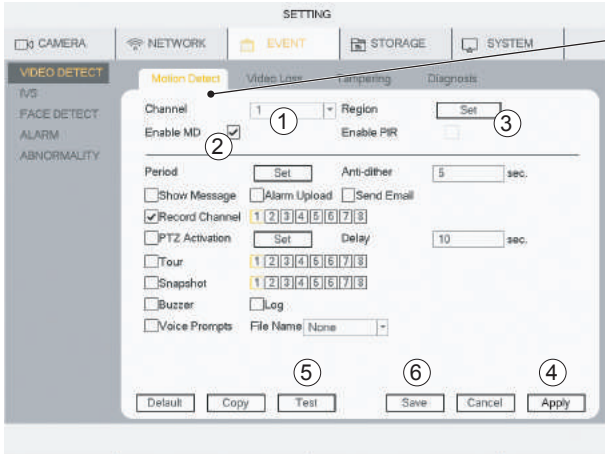 SETTING
CAMERA NETWORK EVENT STORAGE SYSTEM
VIDEO DETECT
IVS
FACE DETECT
ALARM
ABNORMALITY
Motion Detect Video Loss Tampering Diagnosis
Channel 1 ① Region Set ③
Enable MD ② Enable PIR
Period Set Anti-dither 5 sec.
Show Message Alarm Upload Send Email
Record Channel 1 2 3 4 5 6 7 8
PTZ Activation Set Delay 10 sec.
Tour 1 2 3 4 5 6 7 8
Snapshot 1 2 3 4 5 6 7 8
Buzzer Log
Voice Prompts File Name None
⑤ ⑥ ④
Default Copy Test Save Cancel Apply